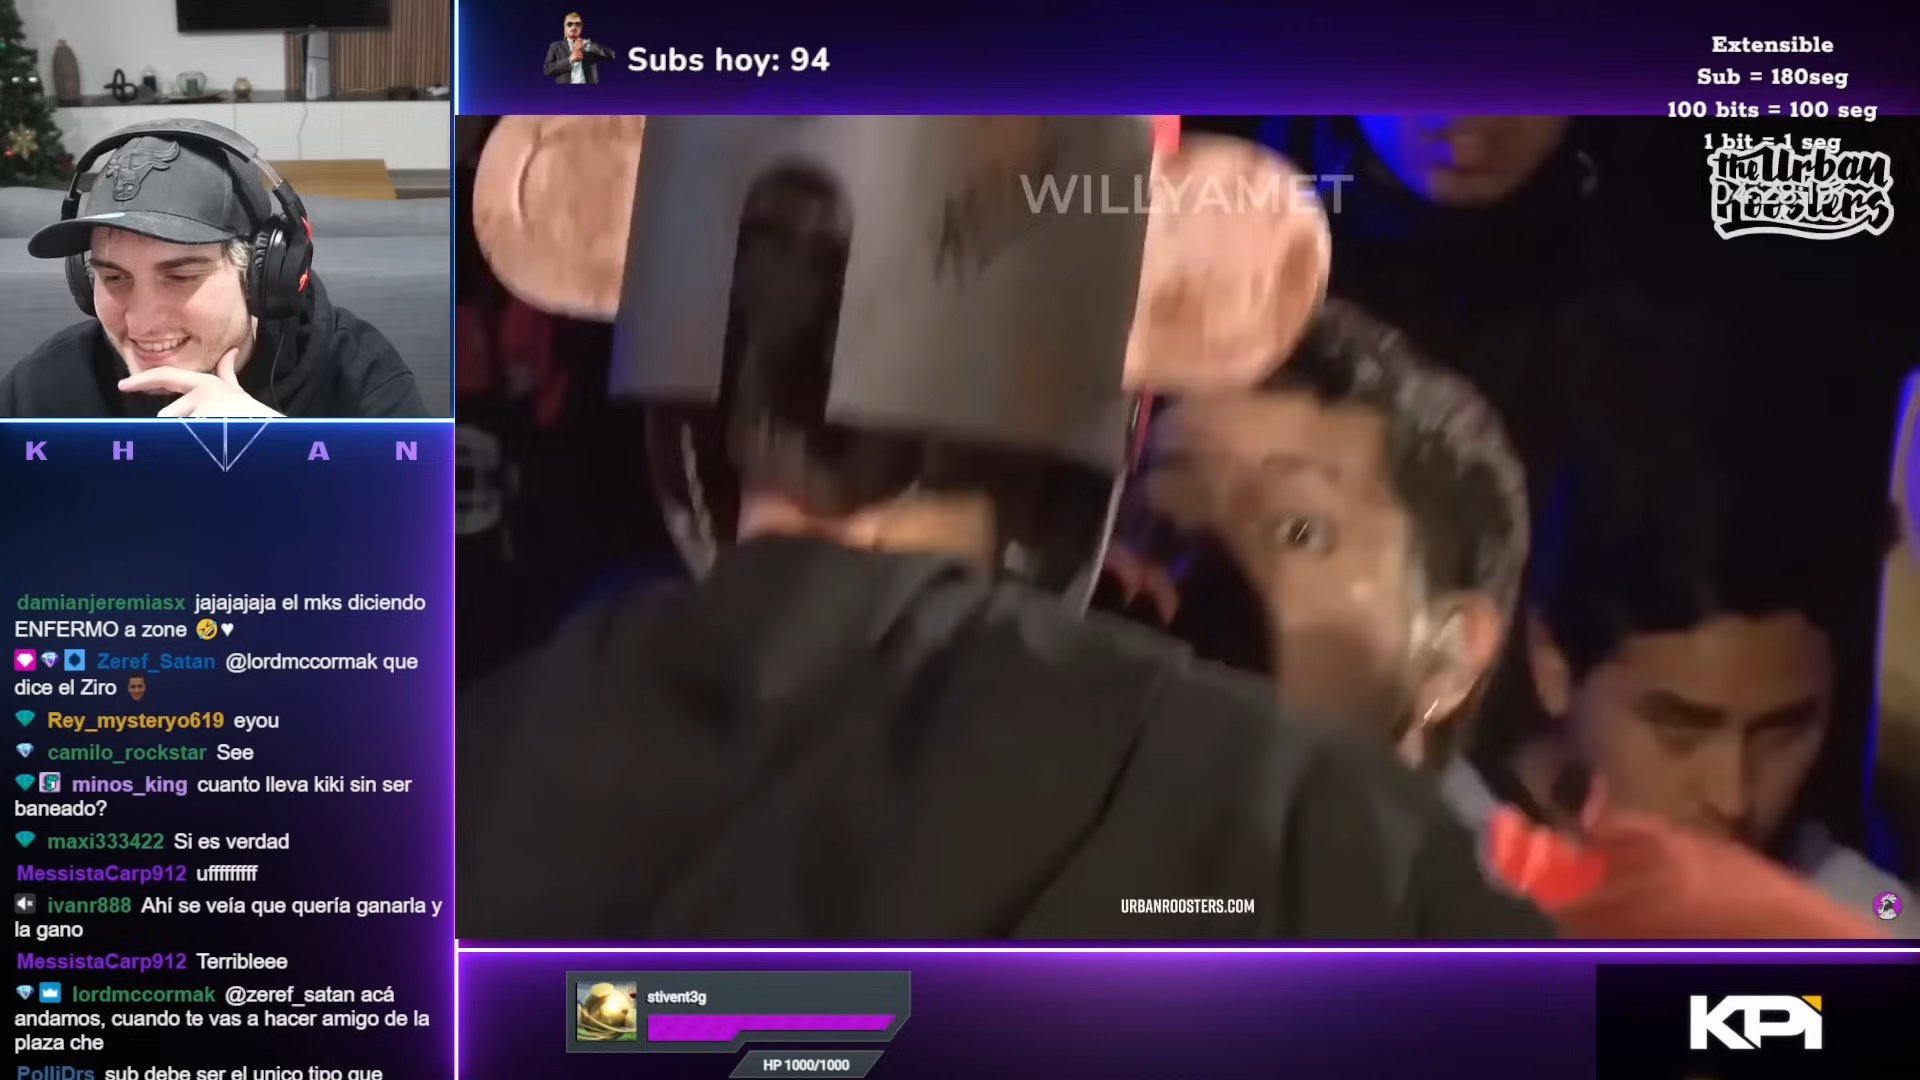 Subs hoy: 94
Extensible
Sub = 180seg
100 bits = 100 seg
1 bit = 1 seg
the Urban
Roosters
WILLYAMET
K H A N
damianjeremiasx jajajajaja el mks diciendo
ENFERMO a zone 🤣♥
Zeref_Satan @lordmccormak que
dice el Ziro
Rey_mysteryo619 eyou
camilo_rockstar See
minos_king cuanto lleva kiki sin ser
baneado?
maxi333422 Si es verdad
MessistaCarp912 ufffffffff
ivanr888 Ahí se veía que quería ganarla y
la gano
MessistaCarp912 Terribleee
lordmccormak @zeref_satan acá
andamos, cuando te vas a hacer amigo de la
plaza che
PolliDrs sub debe ser el unico tipo que
URBANROOSTERS.COM
stivent3g
HP 1000/1000
KPi